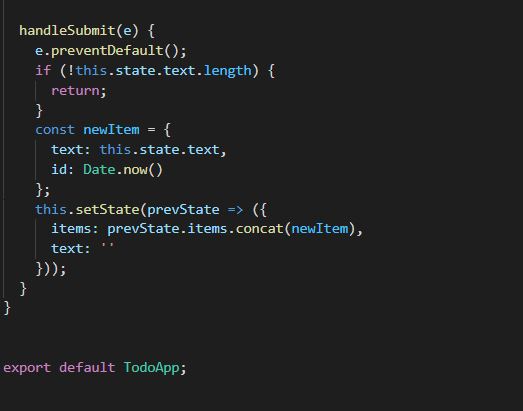 handleSubmit(e) {
e.preventDefault();
if (!this.state.text.length) {
return;
}
const newItem = {
text: this.state.text,
id: Date.now()
};
this.setState(prevState => ({
items: prevState.items.concat(newItem),
text: ''
}));
}
}
export default TodoApp;